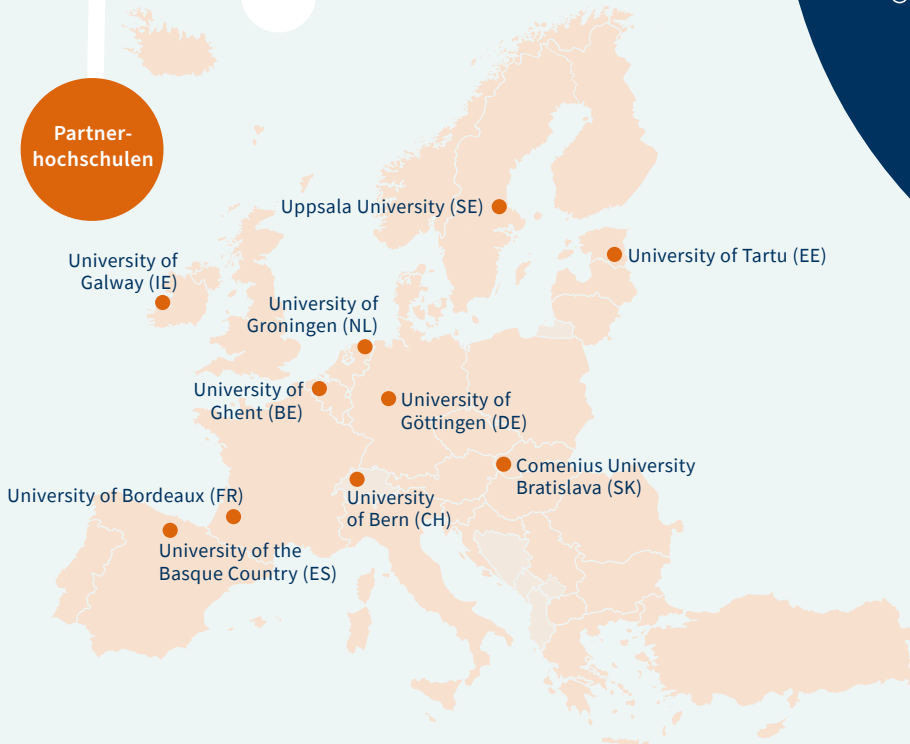 Partner-
hochschulen
Uppsala University (SE)
University of Tartu (EE)
University of
Galway (IE)
University of
Groningen (NL)
University of
Ghent (BE)
University of
Göttingen (DE)
Comenius University
Bratislava (SK)
University of Bordeaux (FR)
University
of Bern (CH)
University of the
Basque Country (ES)